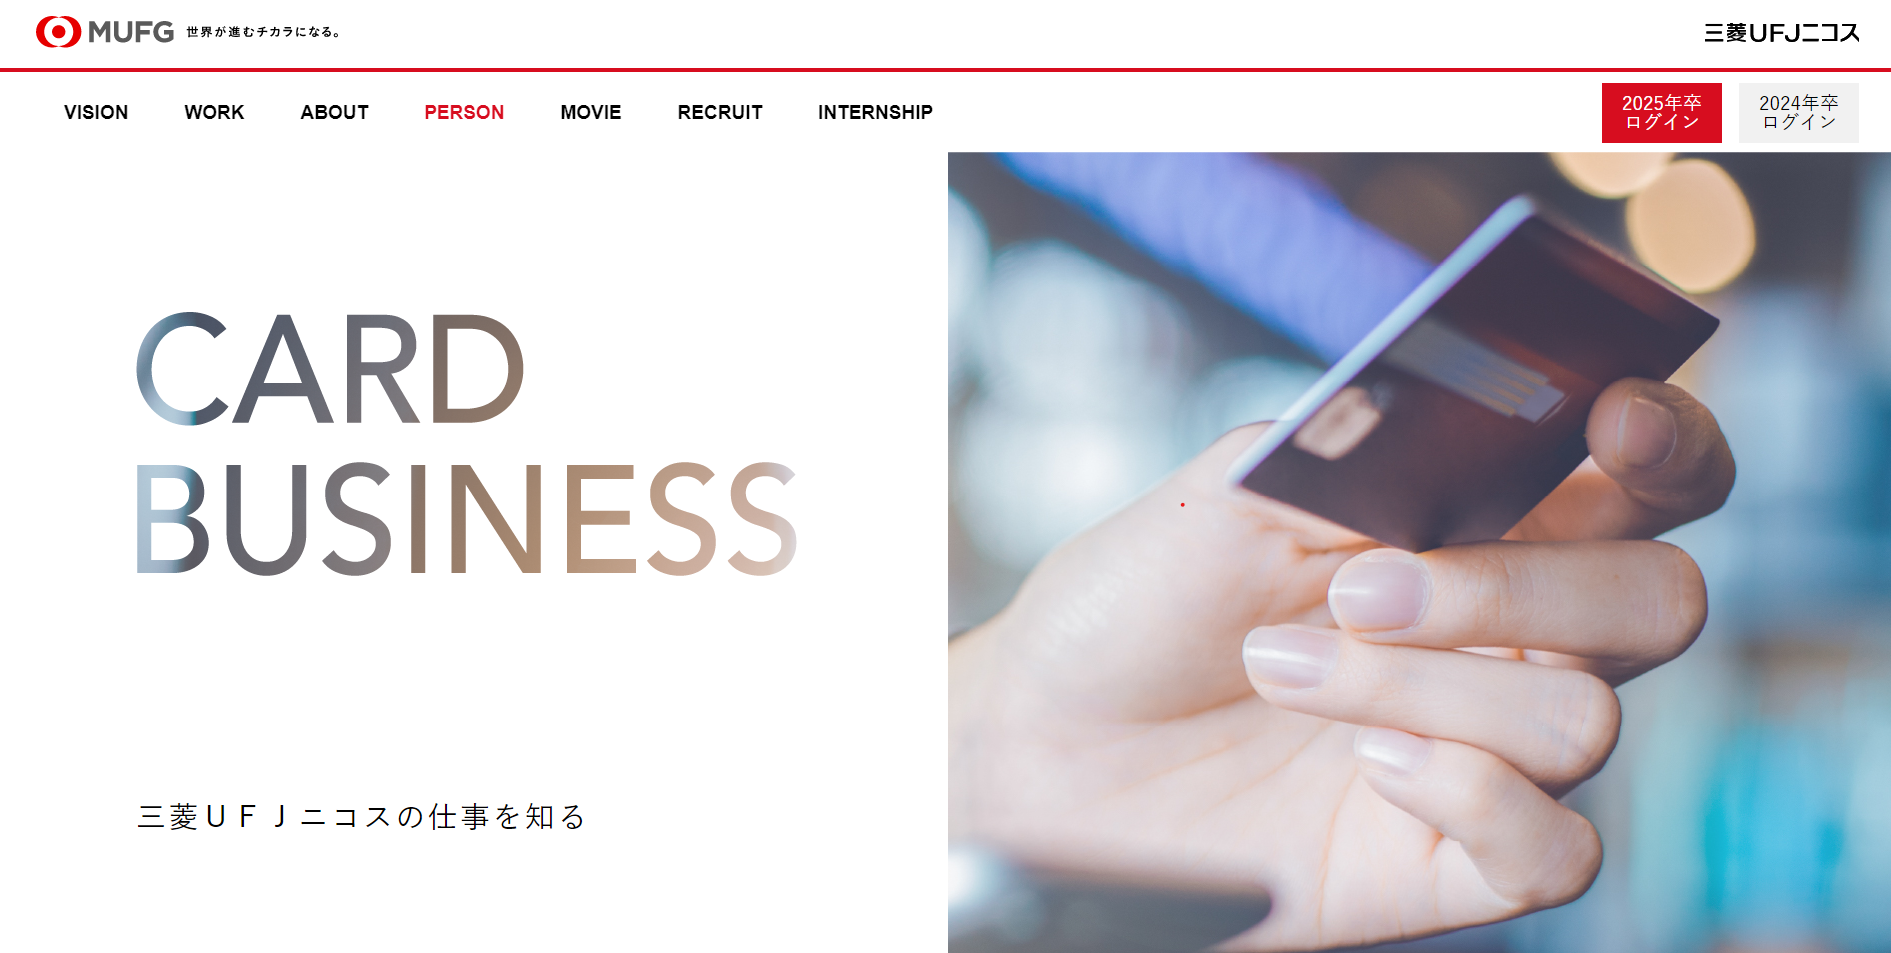 MUFG 世界が進むチカラになる。
三菱UFJニコス
VISION WORK ABOUT PERSON MOVIE RECRUIT INTERNSHIP
2025年卒
ログイン
2024年卒
ログイン
CARD
BUSINESS
三菱ＵＦＪニコスの仕事を知る